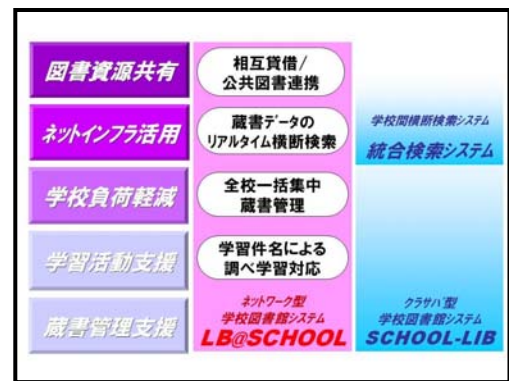 図書資源共有
相互貸借/
公共図書連携
ネットインフラ活用
蔵書データの
リアルタイム横断検索
学校間横断検索システム
統合検索システム
学校負荷軽減
全校一括集中
蔵書管理
学習活動支援
学習件名による
調べ学習対応
蔵書管理支援
ネットワーク型
学校図書館システム
LB@SCHOOL
クラサバ型
学校図書館システム
SCHOOL-LIB